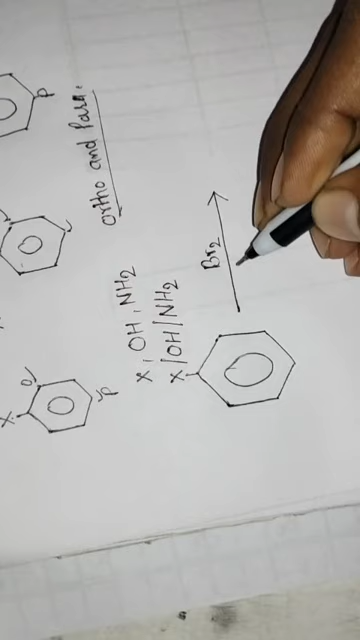 p
ortho and Para.
X
O
p
X, OH, NH2
X/OH/NH2
Br2